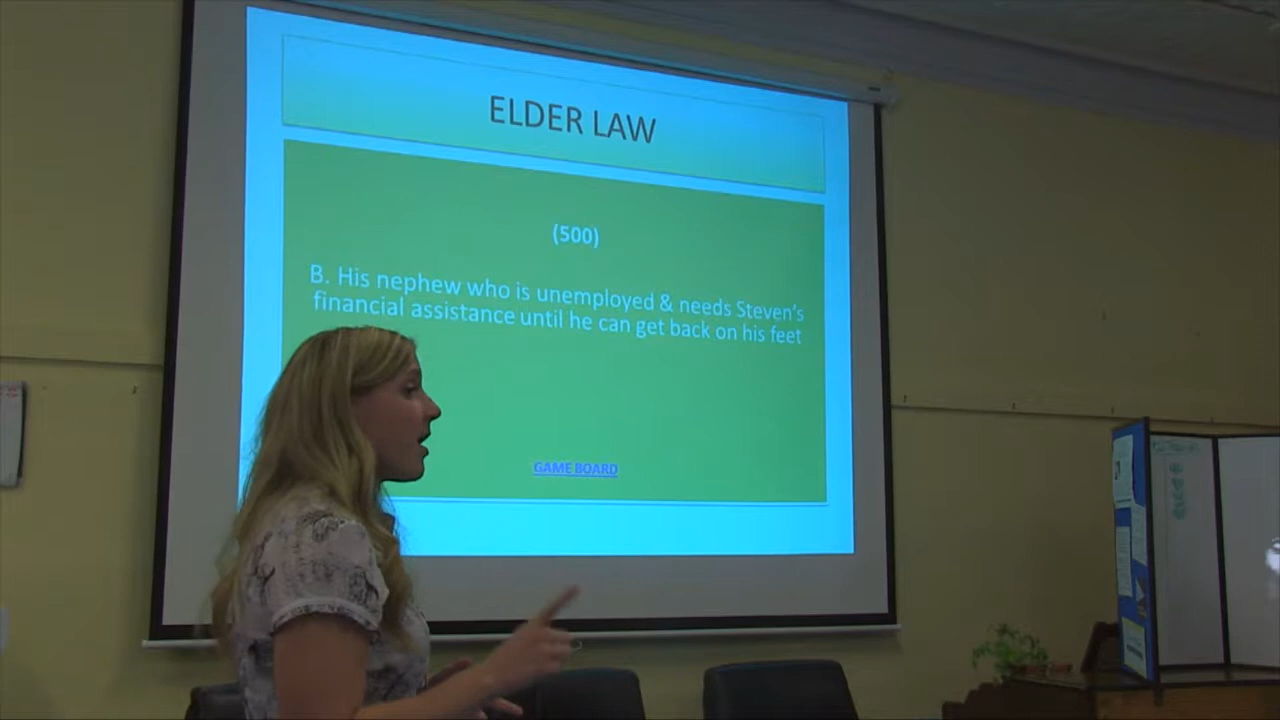 ELDER LAW
(500)
B. His nephew who is unemployed & needs Steven's
financial assistance until he can get back on his feet
GAME BOARD